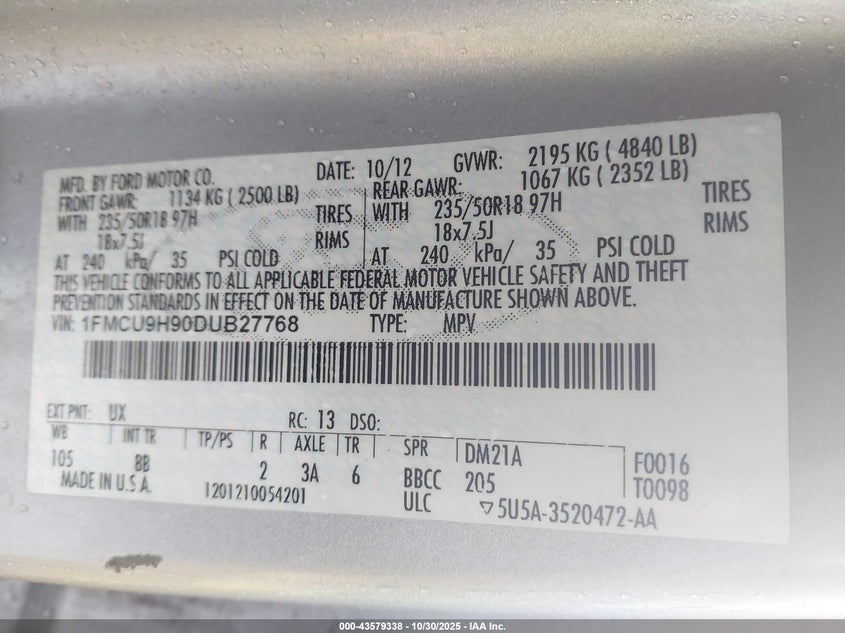 MFD. BY FORD MOTOR CO. DATE: 10/12 GVWR: 2195 KG ( 4840 LB)
FRONT GAWR: 1134 KG ( 2500 LB) REAR GAWR: 1067 KG ( 2352 LB)
WITH 235/50R18 97H TIRES WITH 235/50R18 97H TIRES
18x7.5J RIMS 18x7.5J RIMS
AT 240 kPa/ 35 PSI COLD AT 240 kPa/ 35 PSI COLD
THIS VEHICLE CONFORMS TO ALL APPLICABLE FEDERAL MOTOR VEHICLE SAFETY AND THEFT
PREVENTION STANDARDS IN EFFECT ON THE DATE OF MANUFACTURE SHOWN ABOVE.
VIN: 1FMCU9H90DUB27768 TYPE: MPV
EXT PNT: UX RC: 13 DSO:
WB INT TR TP/PS R AXLE TR SPR DM21A F0016
105 8B 2 3A 6 BBCC 205 T0098
MADE IN U.S.A. 1201210054201 ULC ▽5U5A-3520472-AA
000-43579338 - 10/30/2025 - IAA Inc.